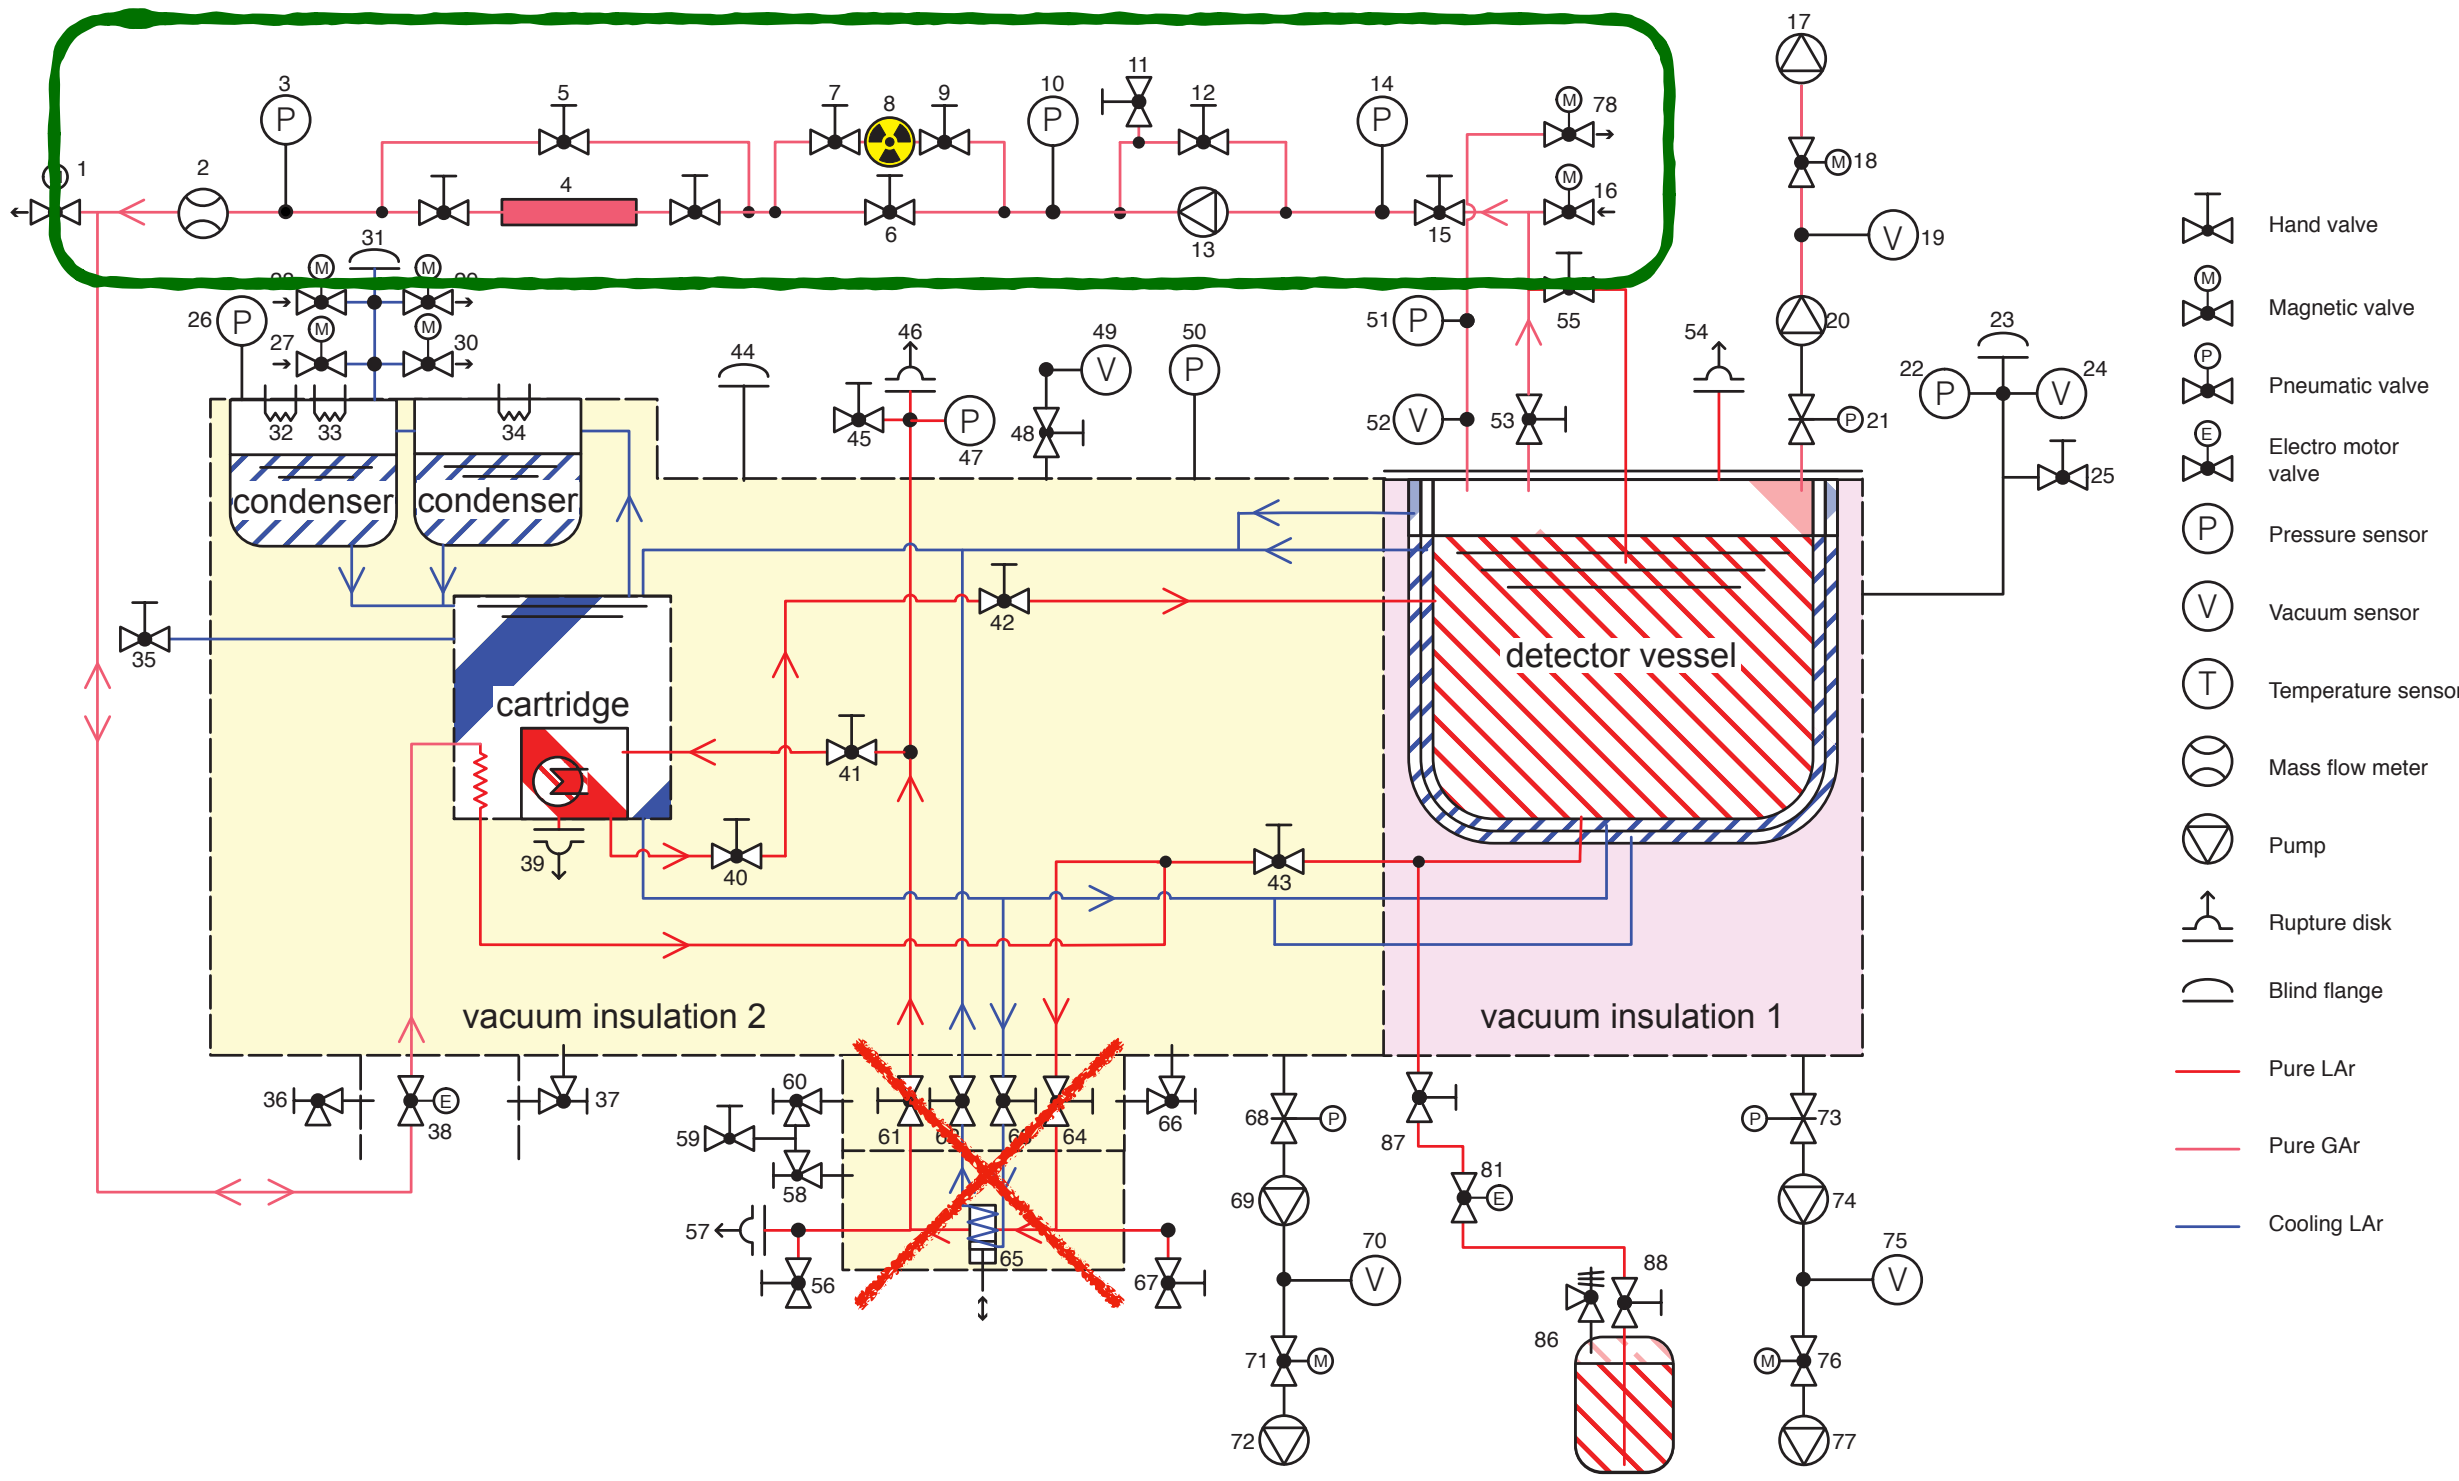 17
3
5
7
8
9
10
11
12
14
M
78
P
P
P
M
1
2
4
M
16
M
18
6
13
15
V
19
Hand valve
31
M
M
M
Magnetic valve
26
P
27
M
M
30
46
49
50
51
P
55
54
20
23
P
Pneumatic valve
44
V
P
22
P
V
24
32
33
34
45
P
47
48
52
V
53
P
21
E
Electro motor
valve
25
condenser
condenser
P
Pressure sensor
42
V
Vacuum sensor
35
detector vessel
T
Temperature sensor
cartridge
41
Mass flow meter
39
40
43
Pump
Rupture disk
vacuum insulation 2
vacuum insulation 1
Blind flange
Pure LAr
36
E
38
37
60
59
58
61
64
66
68
P
87
P
73
Pure GAr
81
E
69
74
57
65
56
67
70
V
88
75
V
Cooling LAr
86
71
M
M
76
72
77